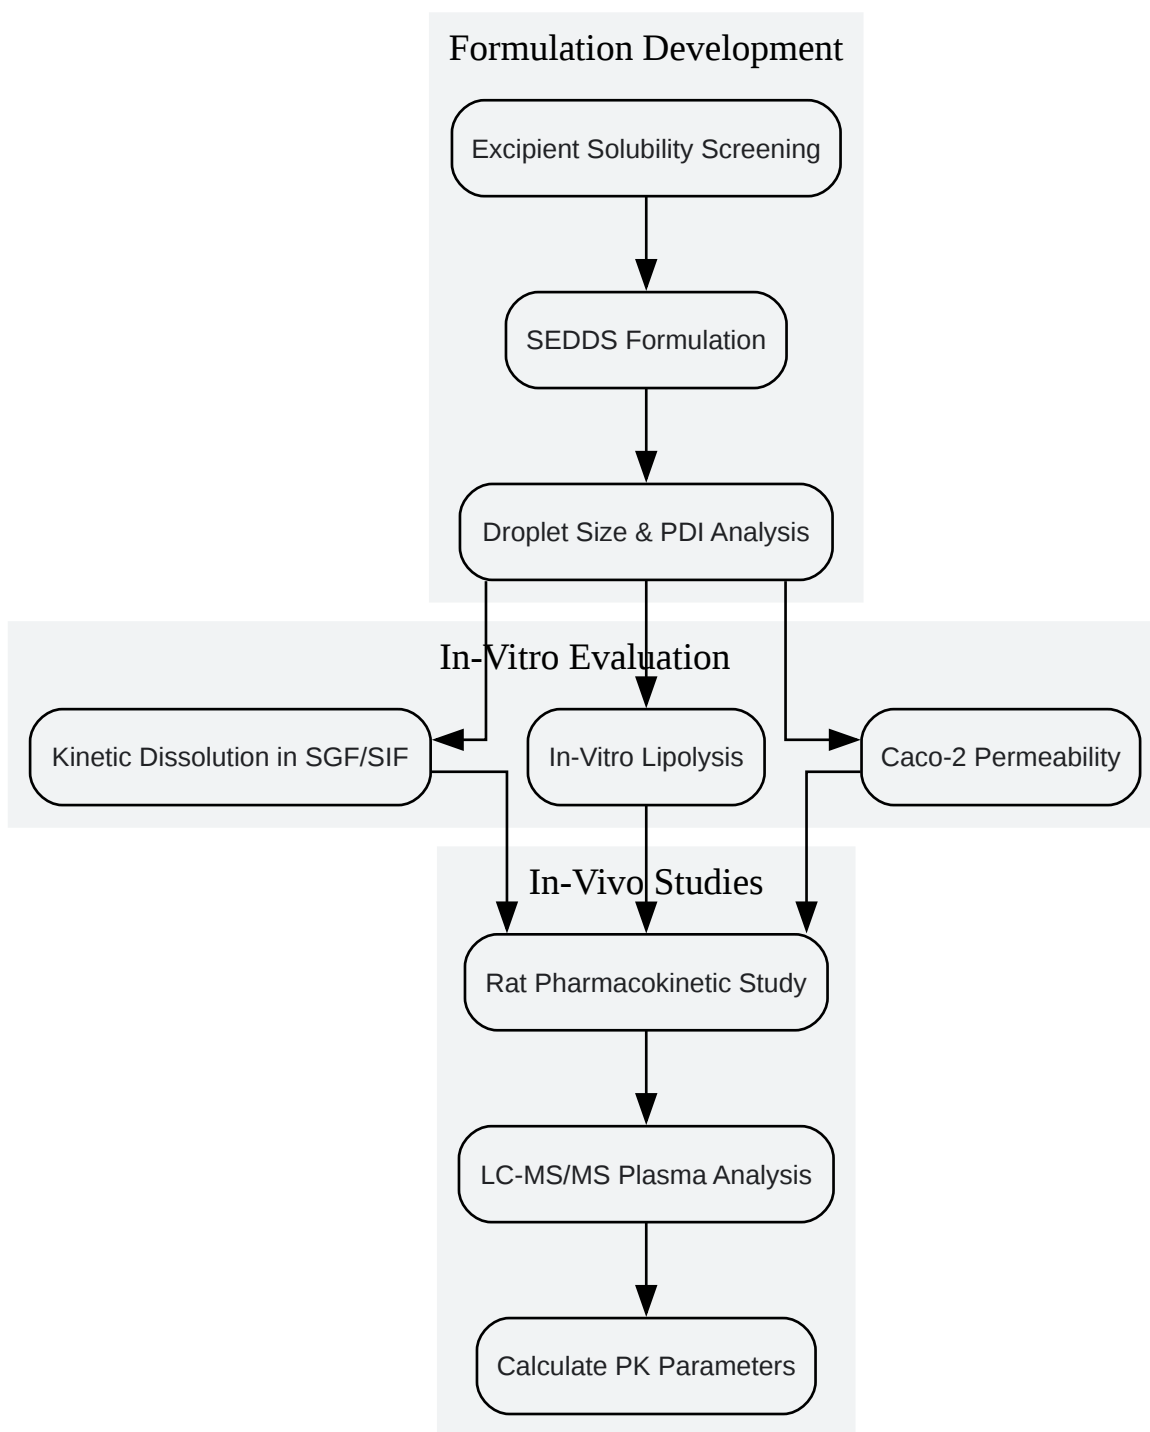 Formulation Development
Excipient Solubility Screening
SEDDS Formulation
Droplet Size & PDI Analysis
In-Vitro Evaluation
Kinetic Dissolution in SGF/SIF
In-Vitro Lipolysis
Caco-2 Permeability
In-Vivo Studies
Rat Pharmacokinetic Study
LC-MS/MS Plasma Analysis
Calculate PK Parameters